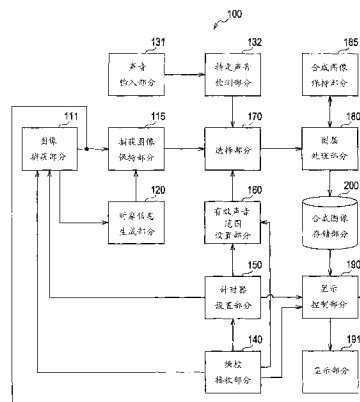 100
131
声音
输入部分
132
特定声音
检测部分
185
合成图像
保持部分
111
图像
捕获部分
115
捕获图像
保持部分
170
选择部分
180
图层
处理部分
120
对象信息
生成部分
160
有效声音
范围
设置部分
200
合成图像
存储部分
150
计时器
设置部分
190
显示
控制部分
140
操控
接收部分
191
显示部分